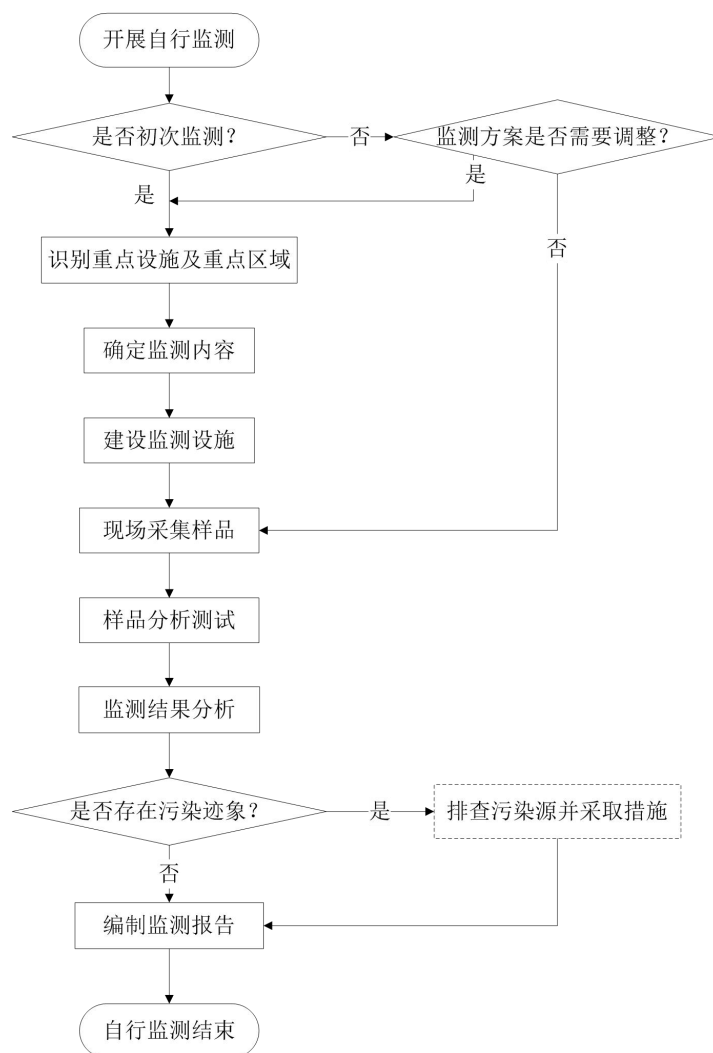 开展自行监测
是否初次监测？
否
监测方案是否需要调整？
是
是
否
识别重点设施及重点区域
确定监测内容
建设监测设施
现场采集样品
样品分析测试
监测结果分析
是否存在污染迹象？
是
排查污染源并采取措施
否
编制监测报告
自行监测结束